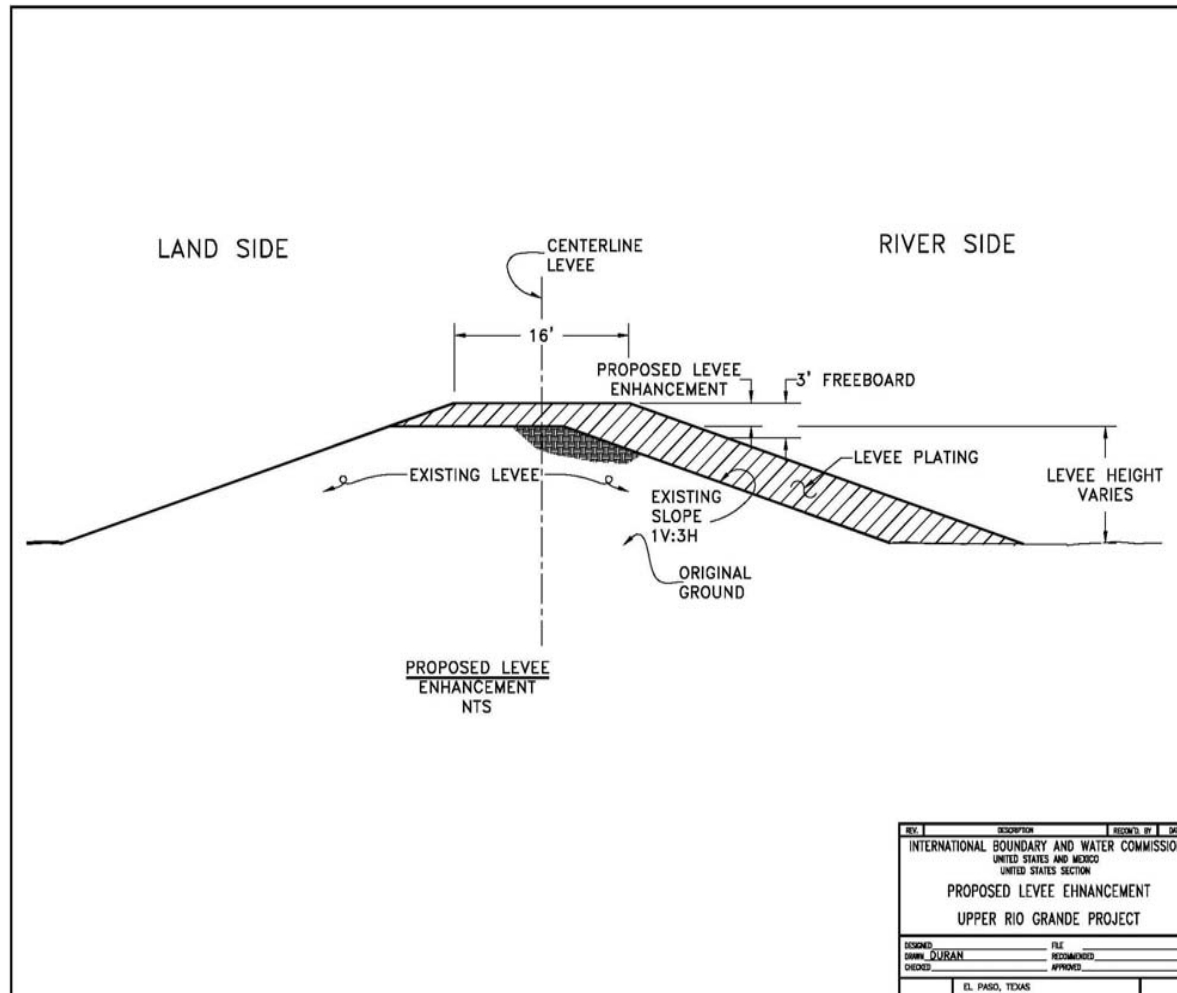 LAND SIDE
RIVER SIDE
CENTERLINE
LEVEE
16'
PROPOSED LEVEE
ENHANCEMENT
3' FREEBOARD
LEVEE PLATING
LEVEE HEIGHT
VARIES
EXISTING LEVEE
EXISTING
SLOPE
1V:3H
ORIGINAL
GROUND
PROPOSED LEVEE
ENHANCEMENT
NTS
REV. DESCRIPTION RECOM'D. BY DA
INTERNATIONAL BOUNDARY AND WATER COMMISSIO
UNITED STATES AND MEXICO
UNITED STATES SECTION
PROPOSED LEVEE EHNANCEMENT
UPPER RIO GRANDE PROJECT
DESIGNED FILE
DRAWN DURAN RECOMMENDED
CHECKED APPROVED
EL PASO, TEXAS